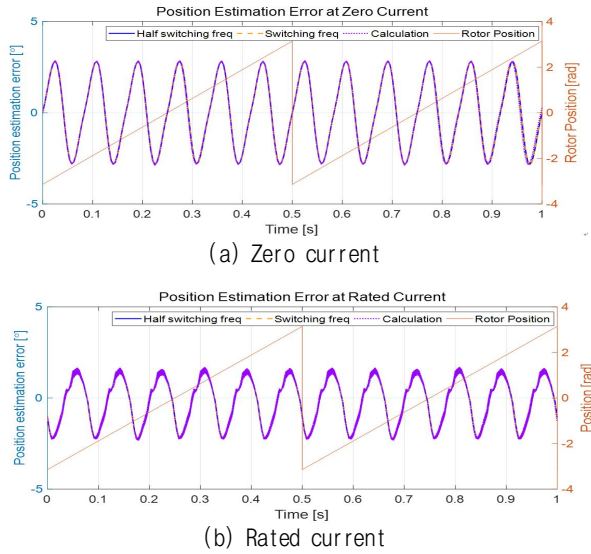 Position Estimation Error at Zero Current
Half switching freq Switching freq Calculation Rotor Position
Position estimation error [°]
Rotor Position [rad]
5
0
-5
4
2
0
-2
-4
0 0.1 0.2 0.3 0.4 0.5 0.6 0.7 0.8 0.9 1
Time [s]
(a) Zero current
Position Estimation Error at Rated Current
Half switching freq Switching freq Calculation Rotor Position
Position estimation error [°]
Rotor Position [rad]
5
0
-5
4
2
0
-2
-4
0 0.1 0.2 0.3 0.4 0.5 0.6 0.7 0.8 0.9 1
Time [s]
(b) Rated current